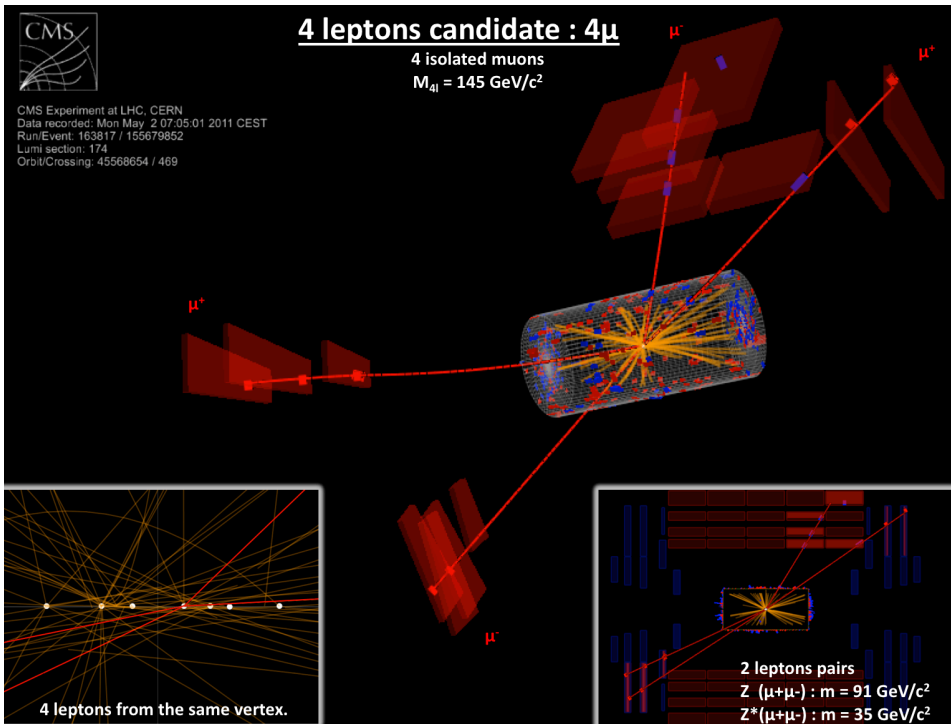 CMS
4 leptons candidate : 4μ
4 isolated muons
M4l = 145 GeV/c²
CMS Experiment at LHC, CERN
Data recorded: Mon May 2 07:05:01 2011 CEST
Run/Event: 163817 / 155679852
Lumi section: 174
Orbit/Crossing: 45568654 / 469
μ-
μ+
μ+
μ-
4 leptons from the same vertex.
2 leptons pairs
Z (μ+μ-) : m = 91 GeV/c²
Z*(μ+μ-) : m = 35 GeV/c²